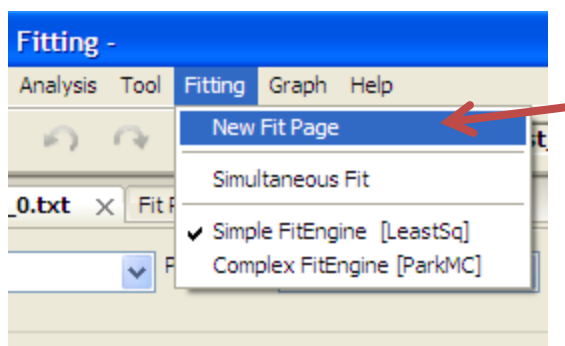 Fitting -
Analysis Tool Fitting Graph Help
New Fit Page
Simultaneous Fit
_0.txt Fit
Simple FitEngine [LeastSq]
Complex FitEngine [ParkMC]